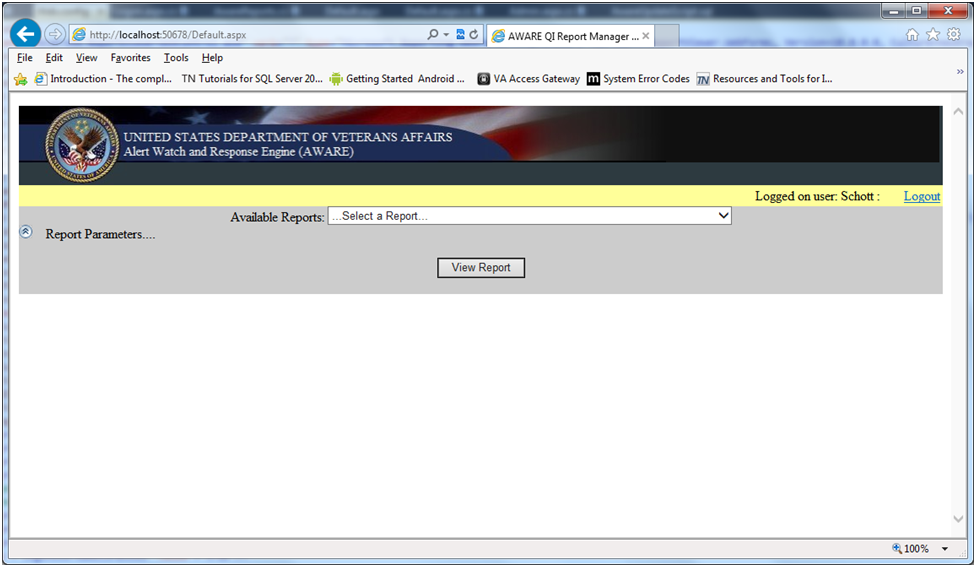 http://localhost:50678/Default.aspx
AWARE QI Report Manager ...
File Edit View Favorites Tools Help
Introduction - The compl... TN Tutorials for SQL Server 20... Getting Started Android ... VA Access Gateway m System Error Codes TN Resources and Tools for I...
UNITED STATES DEPARTMENT OF VETERANS AFFAIRS
Alert Watch and Response Engine (AWARE)
Logged on user: Schott : Logout
Available Reports: ...Select a Report...
Report Parameters....
View Report
100%